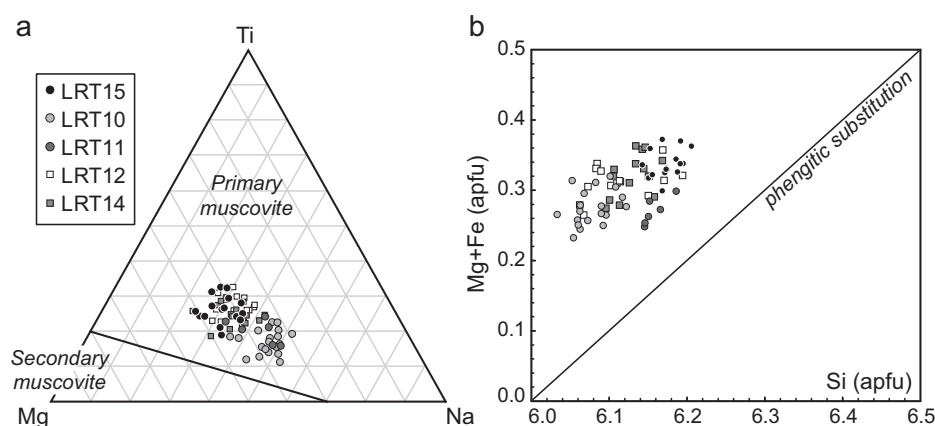 a
Ti
LRT15
LRT10
LRT11
LRT12
LRT14
Primary
muscovite
Secondary
muscovite
Mg
Na
b
0.5
0.4
0.3
0.2
0.1
0.0
Mg+Fe (apfu)
phengitic substitution
Si (apfu)
6.0 6.1 6.2 6.3 6.4 6.5